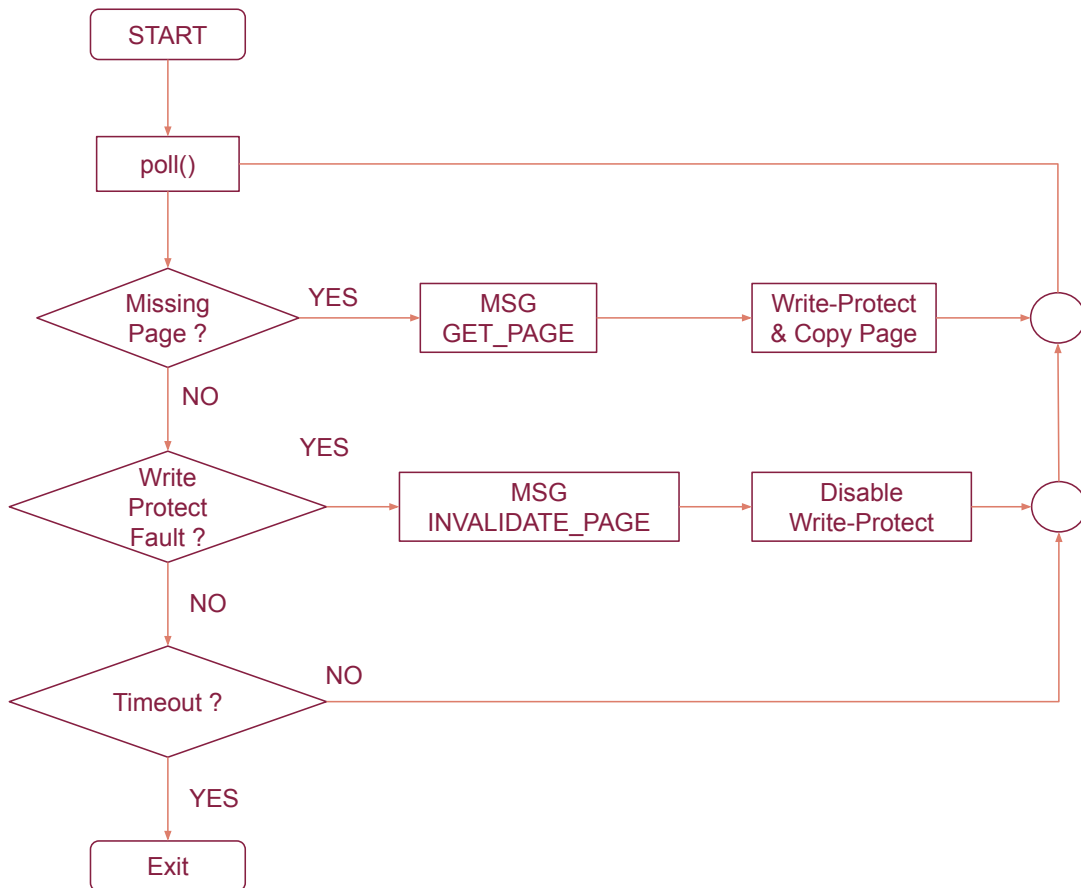 START
poll()
Missing
Page ?
YES
MSG
GET_PAGE
Write-Protect
& Copy Page
NO
Write
Protect
Fault ?
YES
MSG
INVALIDATE_PAGE
Disable
Write-Protect
NO
Timeout ?
NO
YES
Exit